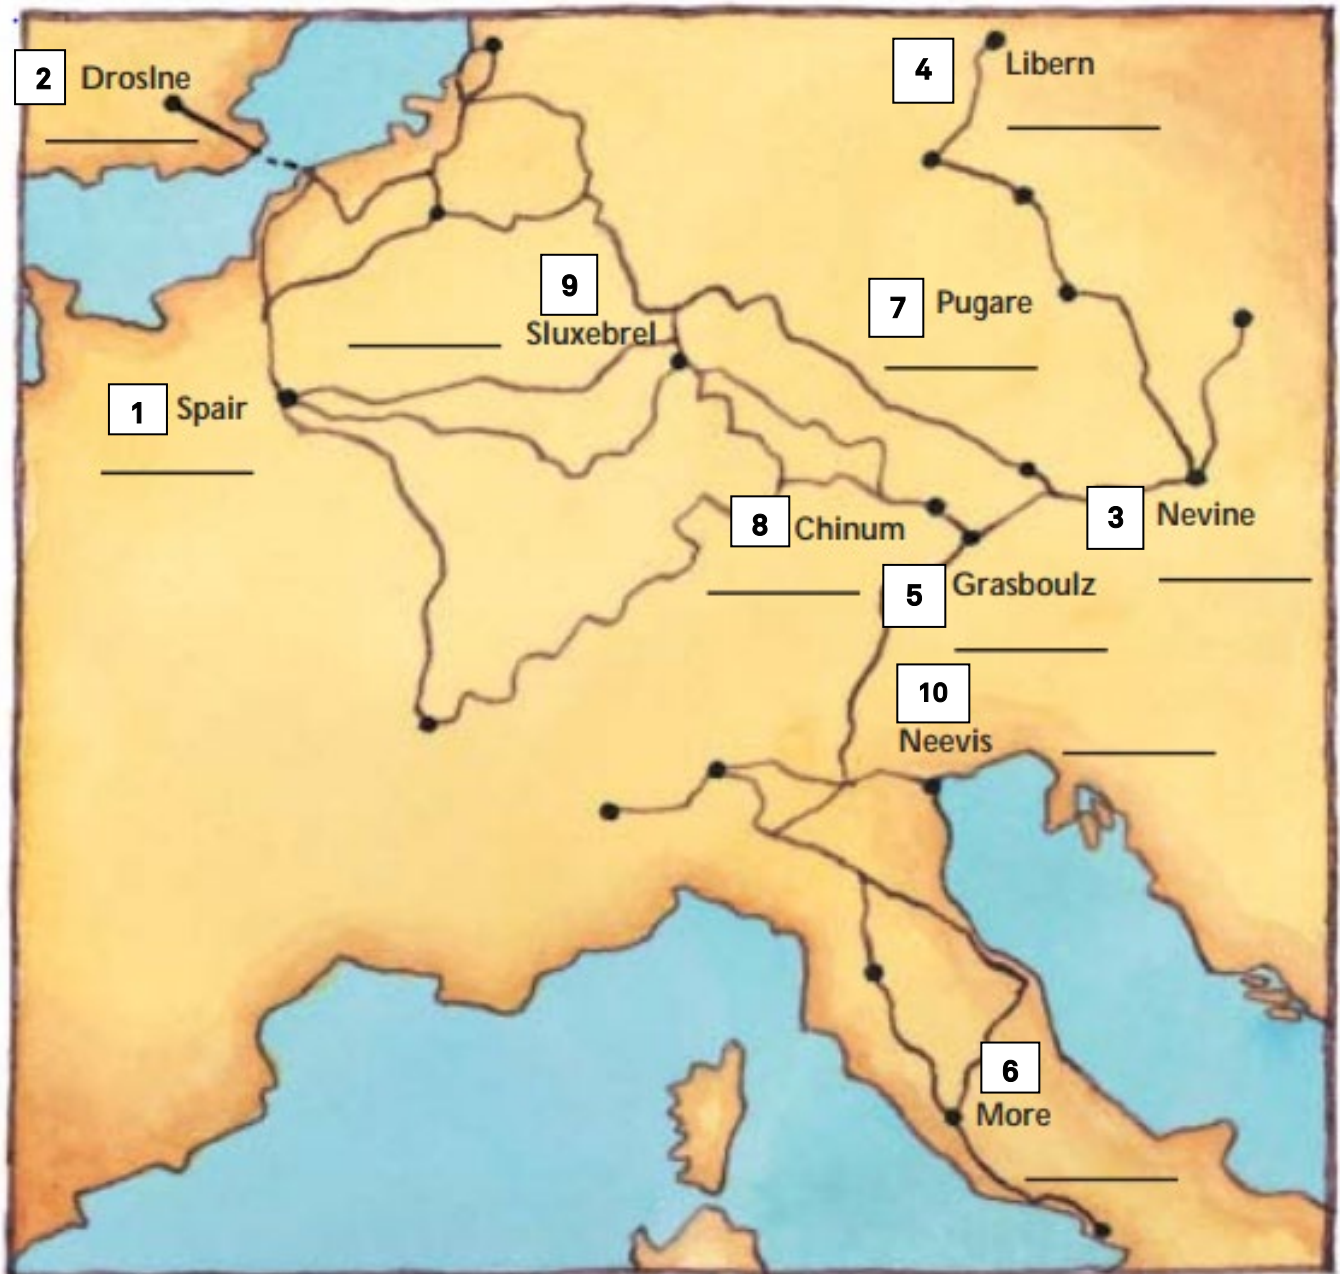 2 Droslne
4 Libern
9 Sluxebrel
7 Pugare
1 Spair
8 Chinum
3 Nevine
5 Grasboulz
10 Neevis
6 More